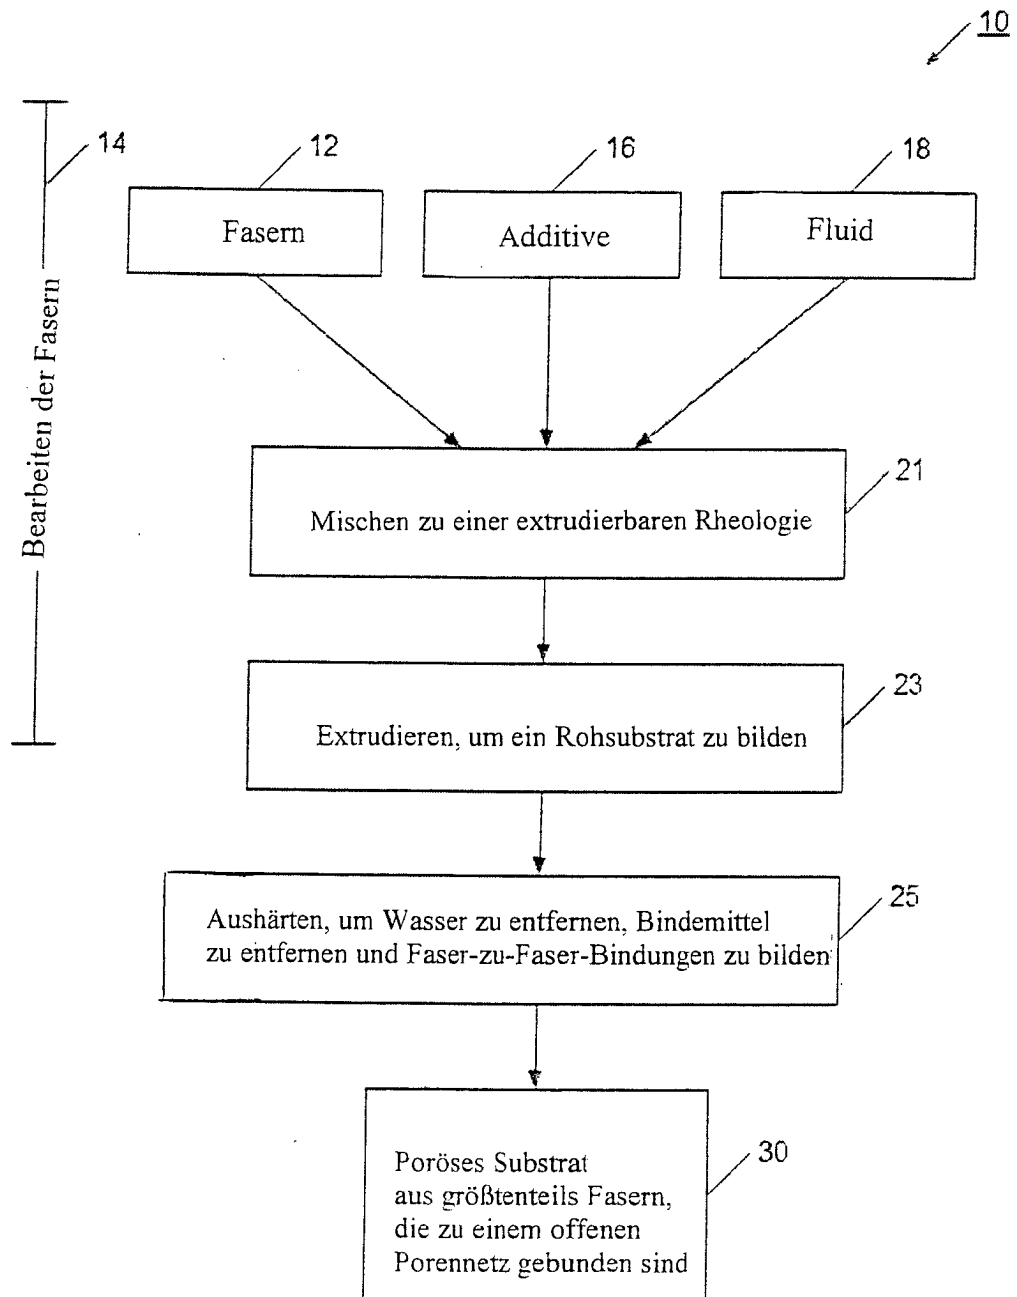 10
14
12
16
18
Fasern
Additive
Fluid
Bearbeiten der Fasern
21
Mischen zu einer extrudierbaren Rheologie
23
Extrudieren, um ein Rohsubstrat zu bilden
25
Aushärten, um Wasser zu entfernen, Bindemittel
zu entfernen und Faser-zu-Faser-Bindungen zu bilden
30
Poröses Substrat
aus größtenteils Fasern,
die zu einem offenen
Porennetz gebunden sind